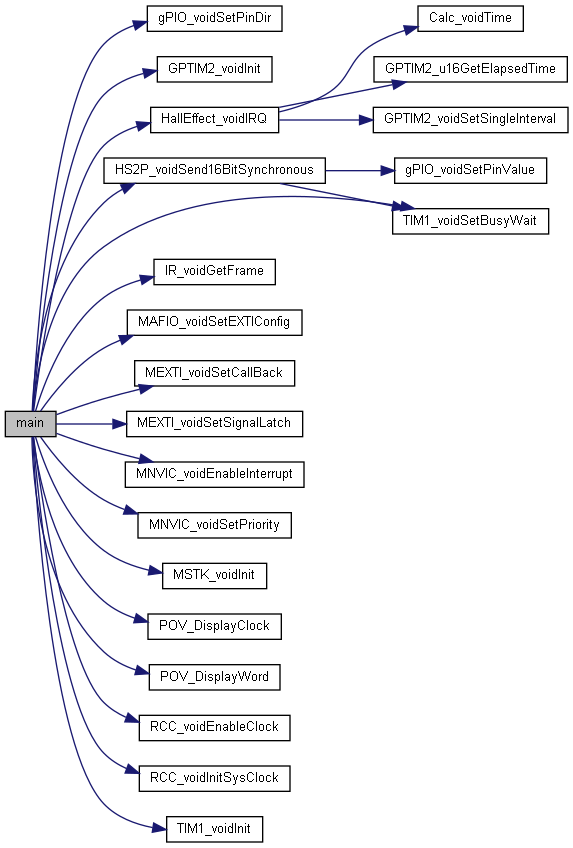 main
gPIO_voidSetPinDir
GPTIM2_voidInit
HallEffect_voidIRQ
Calc_voidTime
GPTIM2_u16GetElapsedTime
GPTIM2_voidSetSingleInterval
HS2P_voidSend16BitSynchronous
gPIO_voidSetPinValue
TIM1_voidSetBusyWait
IR_voidGetFrame
MAFIO_voidSetEXTIConfig
MEXTI_voidSetCallBack
MEXTI_voidSetSignalLatch
MNVIC_voidEnableInterrupt
MNVIC_voidSetPriority
MSTK_voidInit
POV_DisplayClock
POV_DisplayWord
RCC_voidEnableClock
RCC_voidInitSysClock
TIM1_voidInit